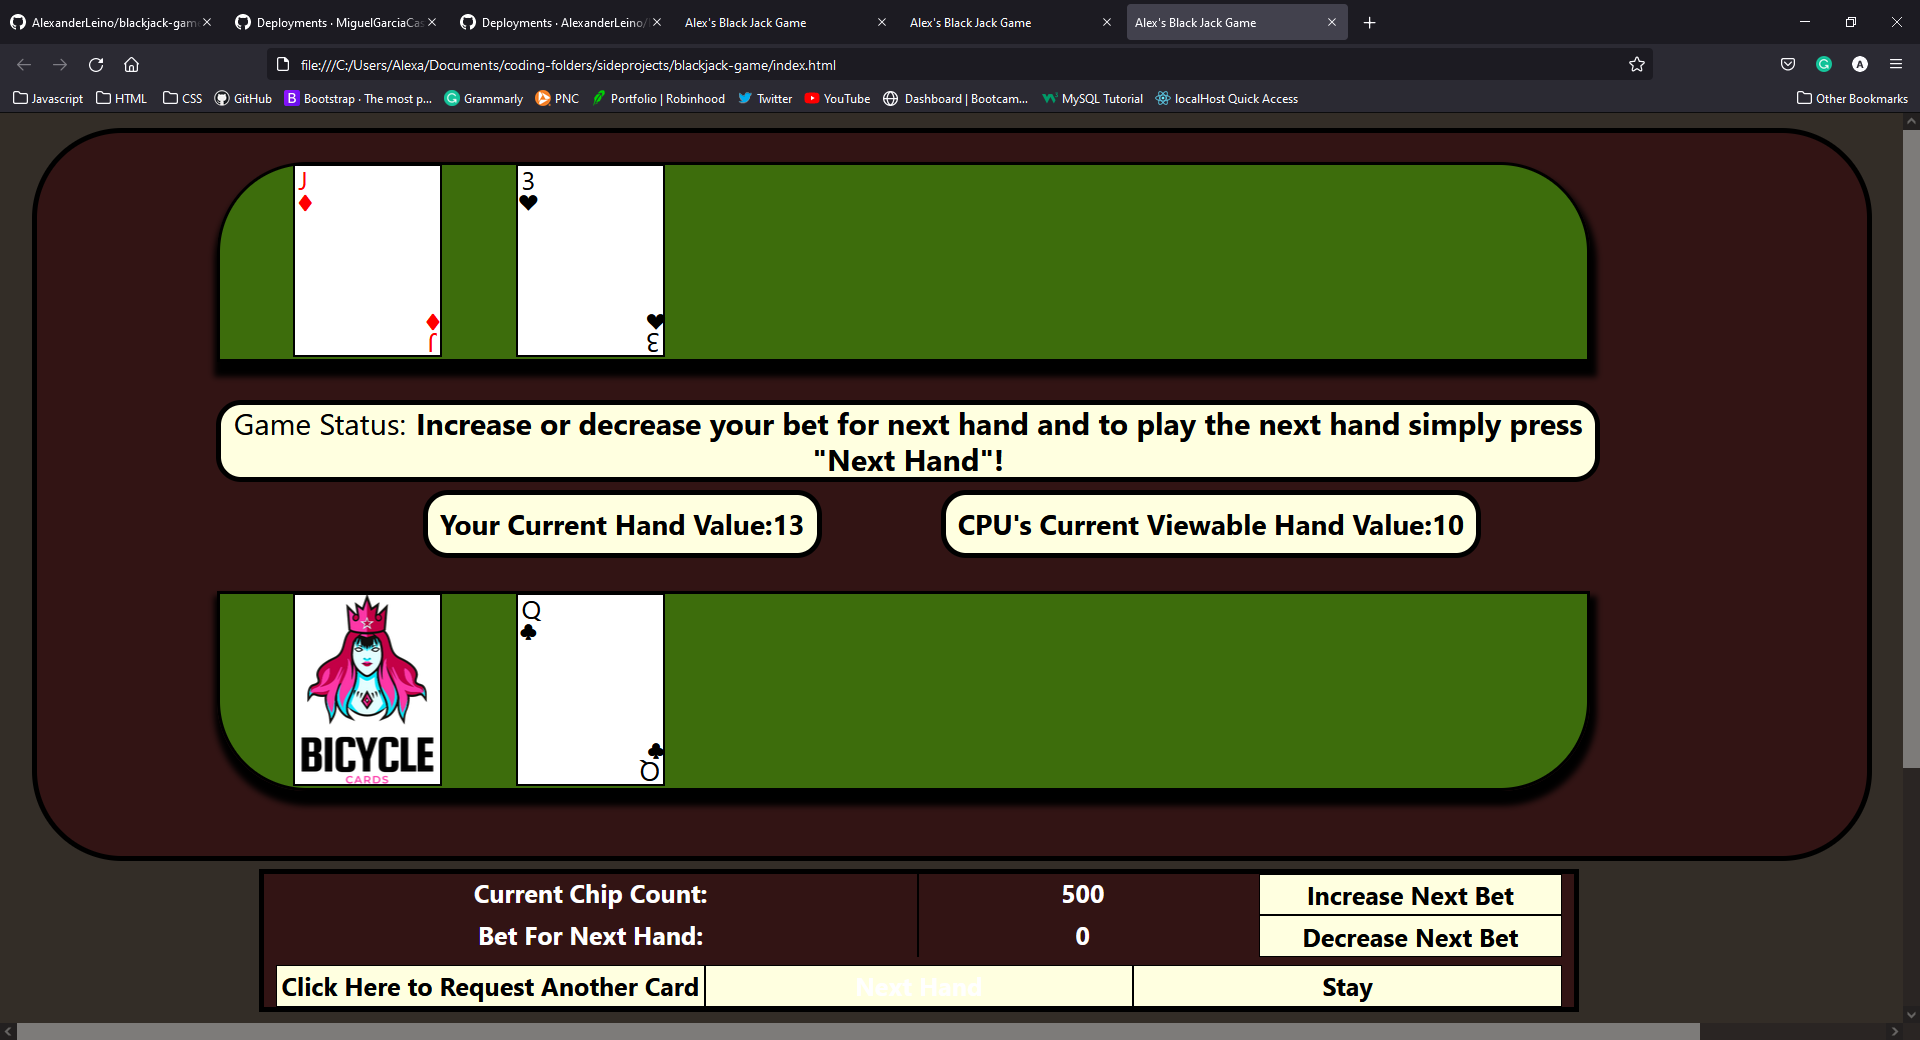 AlexanderLeino/blackjack-gam
Deployments · MiguelGarciaCas
Deployments · AlexanderLeino/
Alex's Black Jack Game
Alex's Black Jack Game
Alex's Black Jack Game
file:///C:/Users/Alexa/Documents/coding-folders/sideprojects/blackjack-game/index.html
A
Javascript
HTML
CSS
GitHub
B Bootstrap · The most p...
Grammarly
PNC
Portfolio | Robinhood
Twitter
YouTube
Dashboard | Bootcam...
MySQL Tutorial
localHost Quick Access
Other Bookmarks
J
3
J
3
Game Status: Increase or decrease your bet for next hand and to play the next hand simply press
"Next Hand"!
Your Current Hand Value:13
CPU's Current Viewable Hand Value:10
Q
BICYCLE
CARDS
Q
Current Chip Count:
500
Increase Next Bet
Bet For Next Hand:
0
Decrease Next Bet
Click Here to Request Another Card
Next Hand
Stay